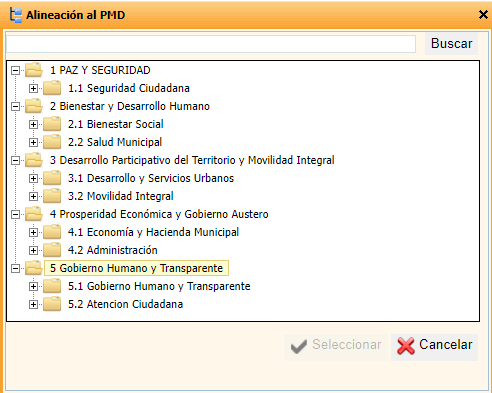 Alineación al PMD
Buscar
1 PAZ Y SEGURIDAD
1.1 Seguridad Ciudadana
2 Bienestar y Desarrollo Humano
2.1 Bienestar Social
2.2 Salud Municipal
3 Desarrollo Participativo del Territorio y Movilidad Integral
3.1 Desarrollo y Servicios Urbanos
3.2 Movilidad Integral
4 Prosperidad Económica y Gobierno Austero
4.1 Economía y Hacienda Municipal
4.2 Administración
5 Gobierno Humano y Transparente
5.1 Gobierno Humano y Transparente
5.2 Atencion Ciudadana
Seleccionar Cancelar